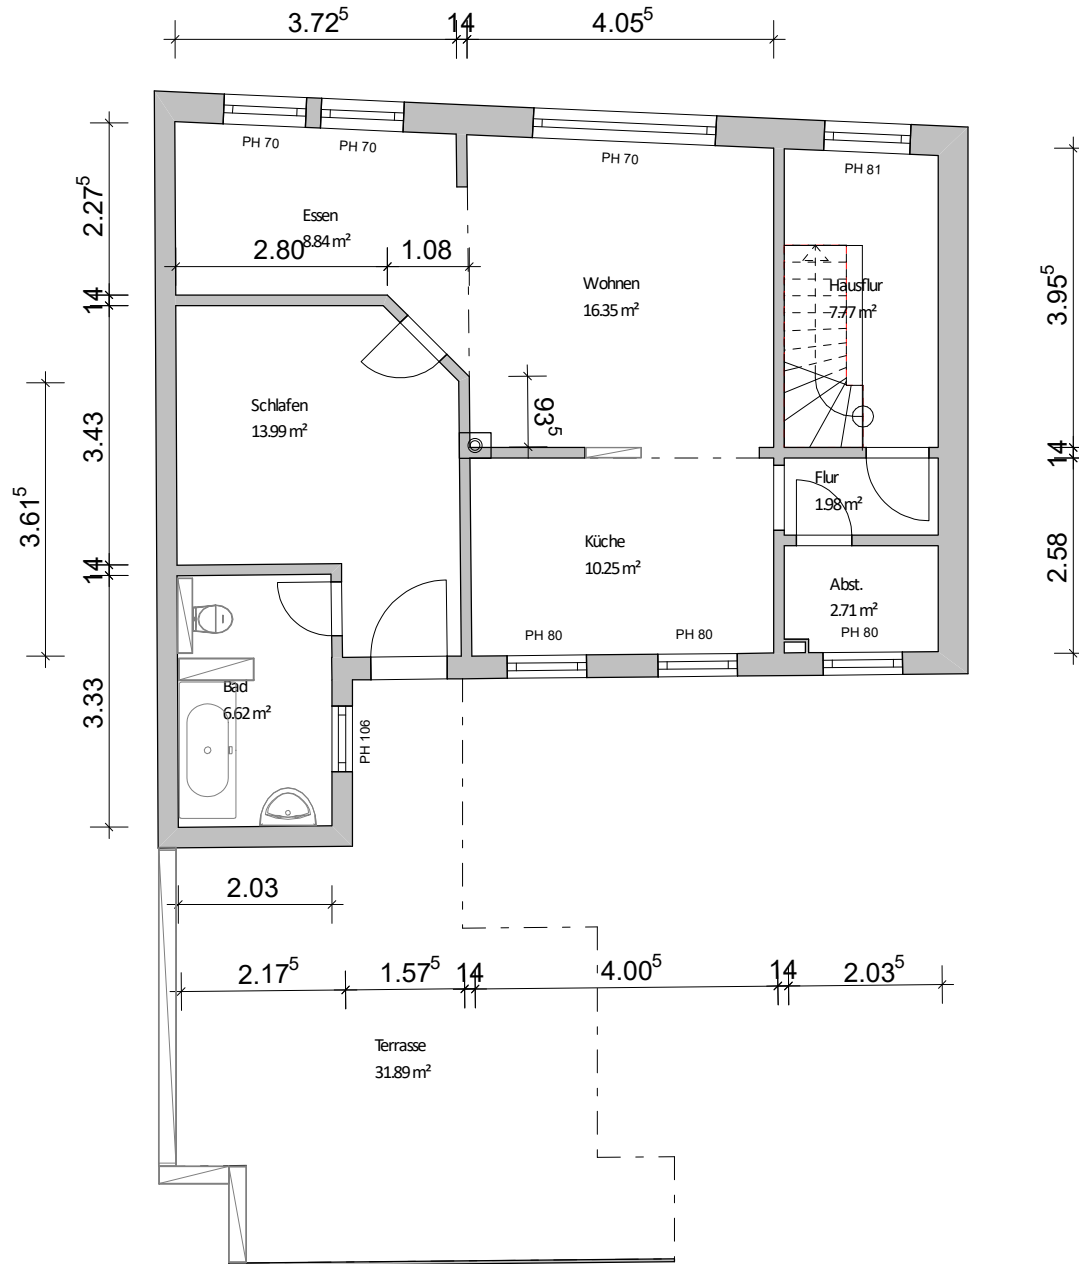 3.72⁵ 14 4.05⁵
PH 70 PH 70 PH 70 PH 81
2.27⁵
Essen
8.84 m²
2.80 1.08
Wohnen
16.35 m²
Hausflur
7.77 m²
3.95⁵
14
Schlafen
13.99 m²
93⁵
3.43
3.61⁵
14
Flur
1.98 m²
Küche
10.25 m²
2.58
14
Abst.
2.71 m²
PH 80 PH 80 PH 80
Bad
6.62 m²
3.33
PH 106
2.03
2.17⁵ 1.57⁵ 14 4.00⁵ 14 2.03⁵
Terrasse
31.89 m²